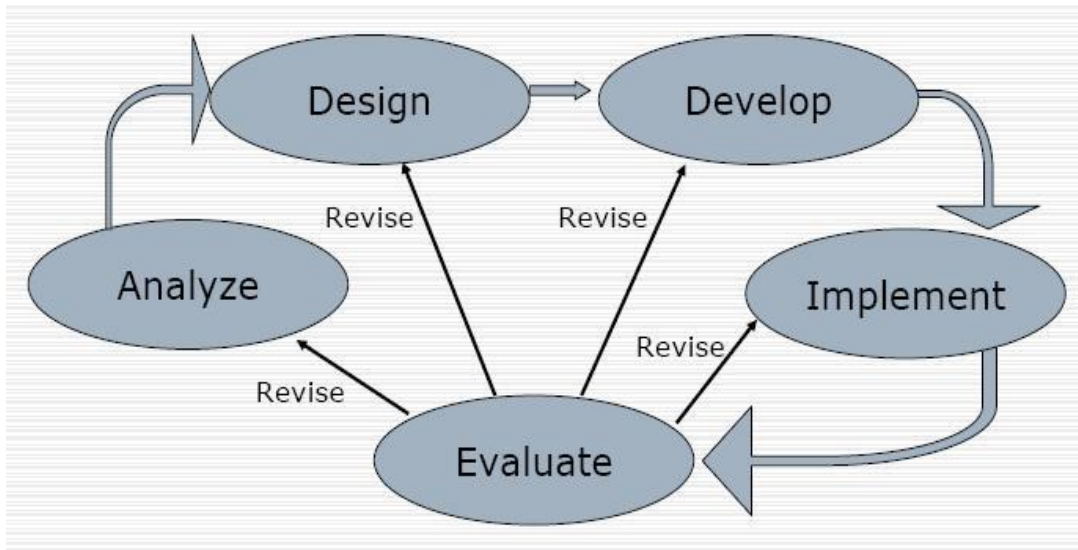 Design
Develop
Revise
Revise
Analyze
Implement
Revise
Revise
Evaluate